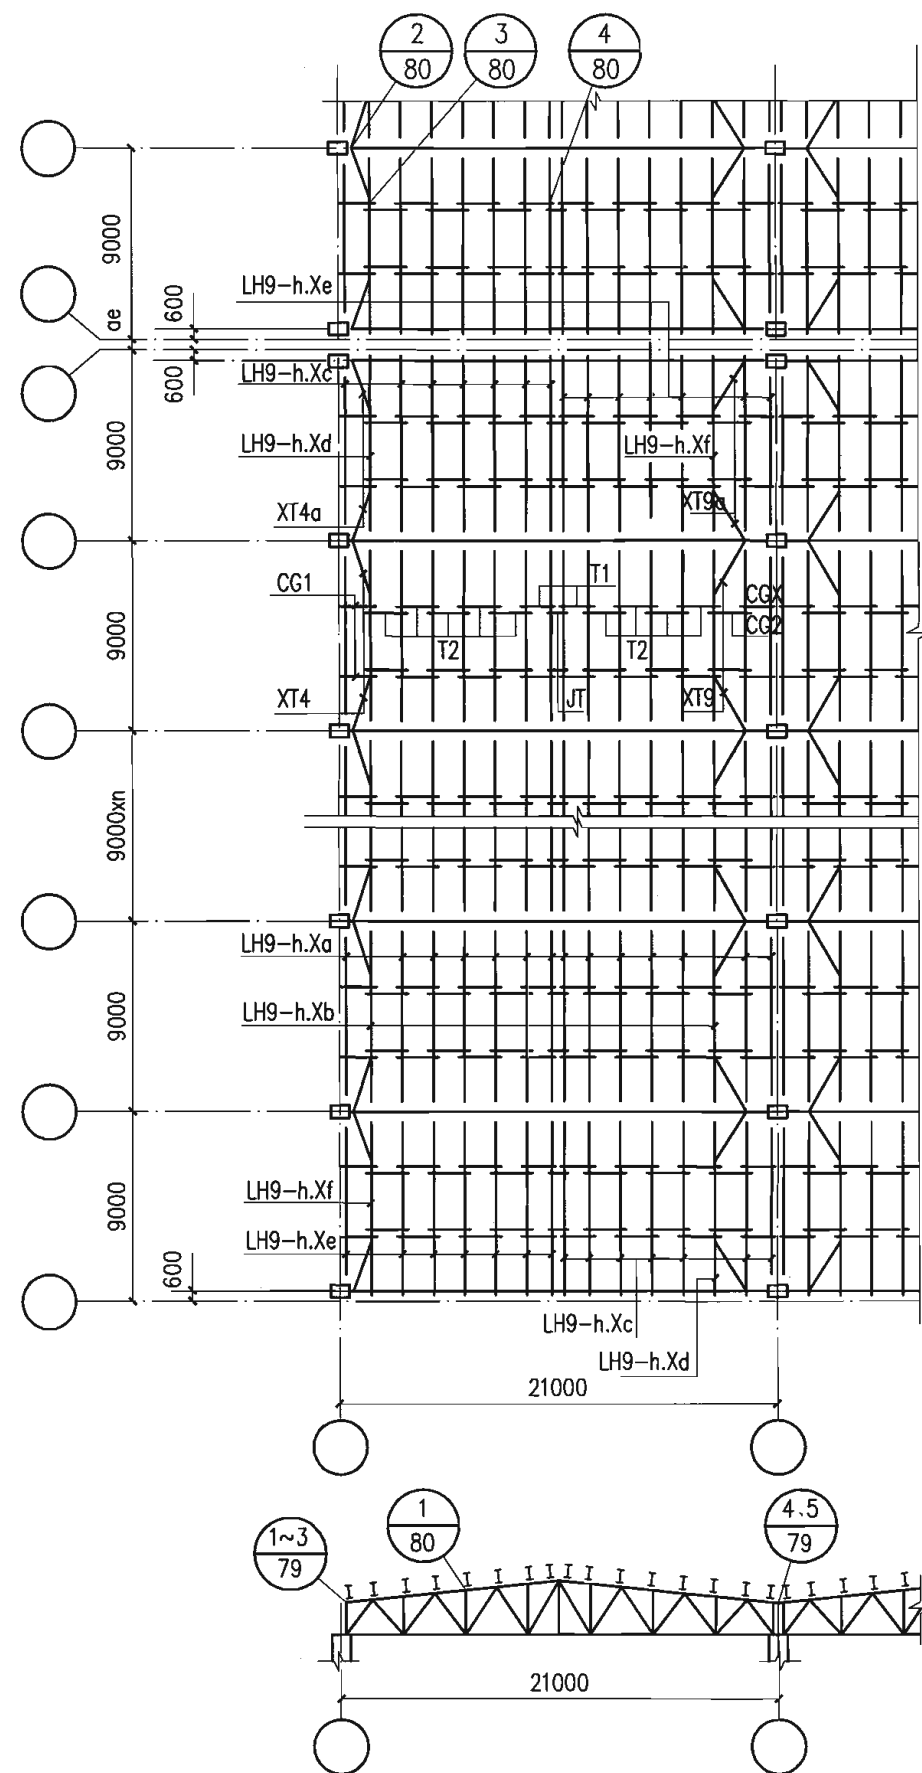 2
80
3
80
4
80
9000
ae
600
600
LH9-h.Xe
LH9-h.Xc
9000
LH9-h.Xd
LH9-h.Xf
XT4a
XT9a
CG1
T1
CGX
9000
T2
T2
CG2
XT4
JT
XT9
9000xn
LH9-h.Xa
9000
LH9-h.Xb
9000
LH9-h.Xf
LH9-h.Xe
600
LH9-h.Xc
LH9-h.Xd
21000
1~3
79
1
80
4、5
79
21000